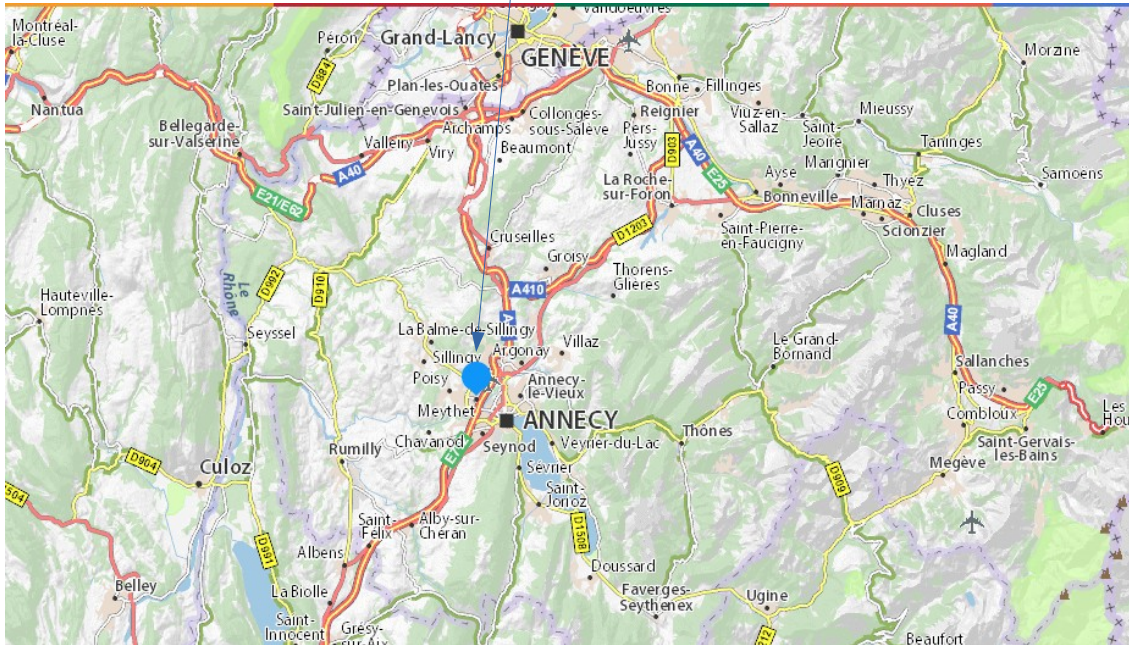 Vandoeuvres
Montréal-
la-Cluse
Péron
Grand-Lancy
GENÈVE
Morzine
D884
Plan-les-Ouates
Bonne
Fillinges
Nantua
Saint-Julien-en-Genevois
Collonges-
sous-Salève
Reignier
Viuz-en-
Sallaz
Mieussy
Bellegarde-
sur-Valserine
Archamps
Pers-
Jussy
Saint-
Jeoire
Valleiry
Viry
Beaumont
D903
A40
Taninges
A40
E25
Marignier
Ayse
Thyez
Samoens
La Roche-
sur-Foron
Bonneville
E21/E62
Marnaz
Cluses
Saint-Pierre-
en-Faucigny
Scionzier
D1203
Cruseilles
Groisy
Magland
D992
D910
Thorens-
Glières
Le
Rhône
A410
Hauteville-
Lompnes
A40
La Balme-de-Sillingy
Seyssel
Villaz
Le Grand-
Bornand
Argonay
Sillingy
Sallanches
Poisy
Annecy-
le-Vieux
Passy
E25
Meythet
ANNECY
Combloux
Les
Hou
Chavanod
Seynod
Veyrier-du-Lac
Thônes
Saint-Gervais-
les-Bains
Rumilly
D904
Culoz
Sévrier
Megève
D909
Saint-
Jorioz
Saint-
Félix
Alby-sur-
Chéran
D1508
D991
Albens
Doussard
Belley
La Biolle
Faverges-
Seythenex
Ugine
Saint-
Innocent
Grésy-
sur-Aix
Beaufort